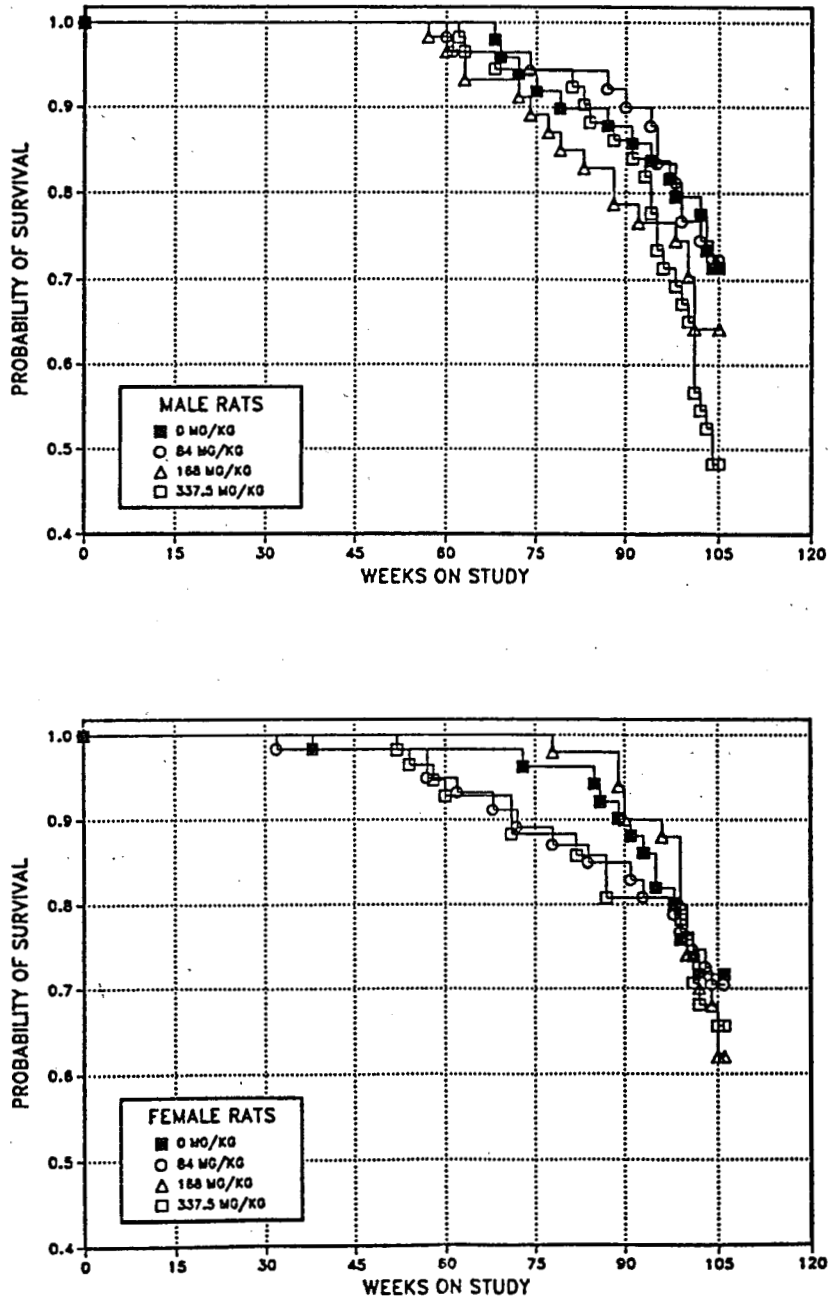 1.0
0.9
0.8
0.7
0.6
0.5
0.4
PROBABILITY OF SURVIVAL
MALE RATS
0 MG/KG
84 MG/KG
168 MG/KG
337.5 MG/KG
0 15 30 45 60 75 90 105 120
WEEKS ON STUDY
1.0
0.9
0.8
0.7
0.6
0.5
0.4
PROBABILITY OF SURVIVAL
FEMALE RATS
0 MG/KG
84 MG/KG
168 MG/KG
337.5 MG/KG
0 15 30 45 60 75 90 105 120
WEEKS ON STUDY